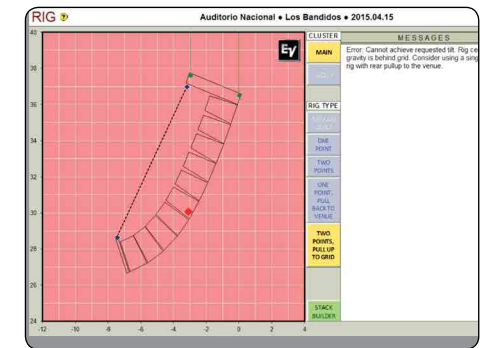 RIG ?
Auditorio Nacional ● Los Bandidos ● 2015.04.15
CLUSTER
MESSAGES
EV
MAIN
Error: Cannot achieve requested tilt. Rig ce
gravity is behind grid. Consider using a sing
rig with rear pullup to the venue.
RIG TYPE
ONE
POINT
TWO
POINTS
ONE
POINT,
PULL
BACK TO
VENUE
TWO
POINTS,
PULL UP
TO GRID
STACK
BUILDER
40
38
36
34
32
30
28
26
24
-12
-10
-8
-6
-4
-2
0
2
4